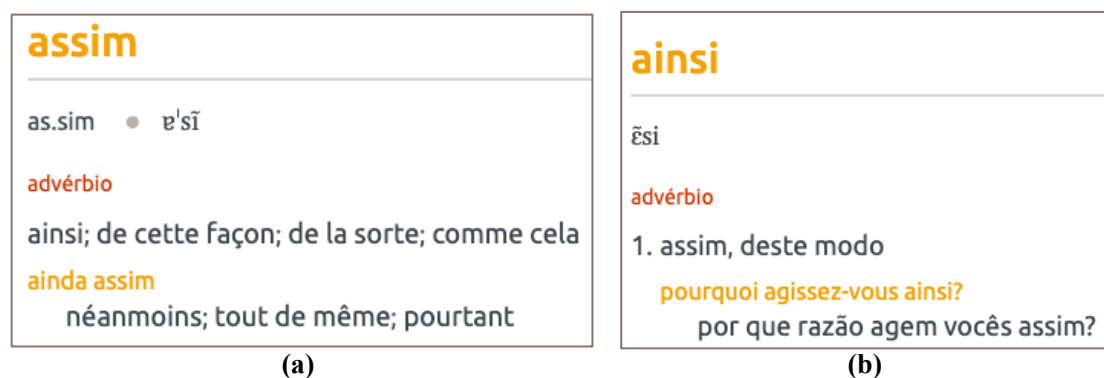 assim
as.sim ● ɐˈsĩ
advérbio
ainsi; de cette façon; de la sorte; comme cela
ainda assim
néanmoins; tout de même; pourtant
(a)
ainsi
ɛ̃si
advérbio
1. assim, deste modo
pourquoi agissez-vous ainsi?
por que razão agem vocês assim?
(b)